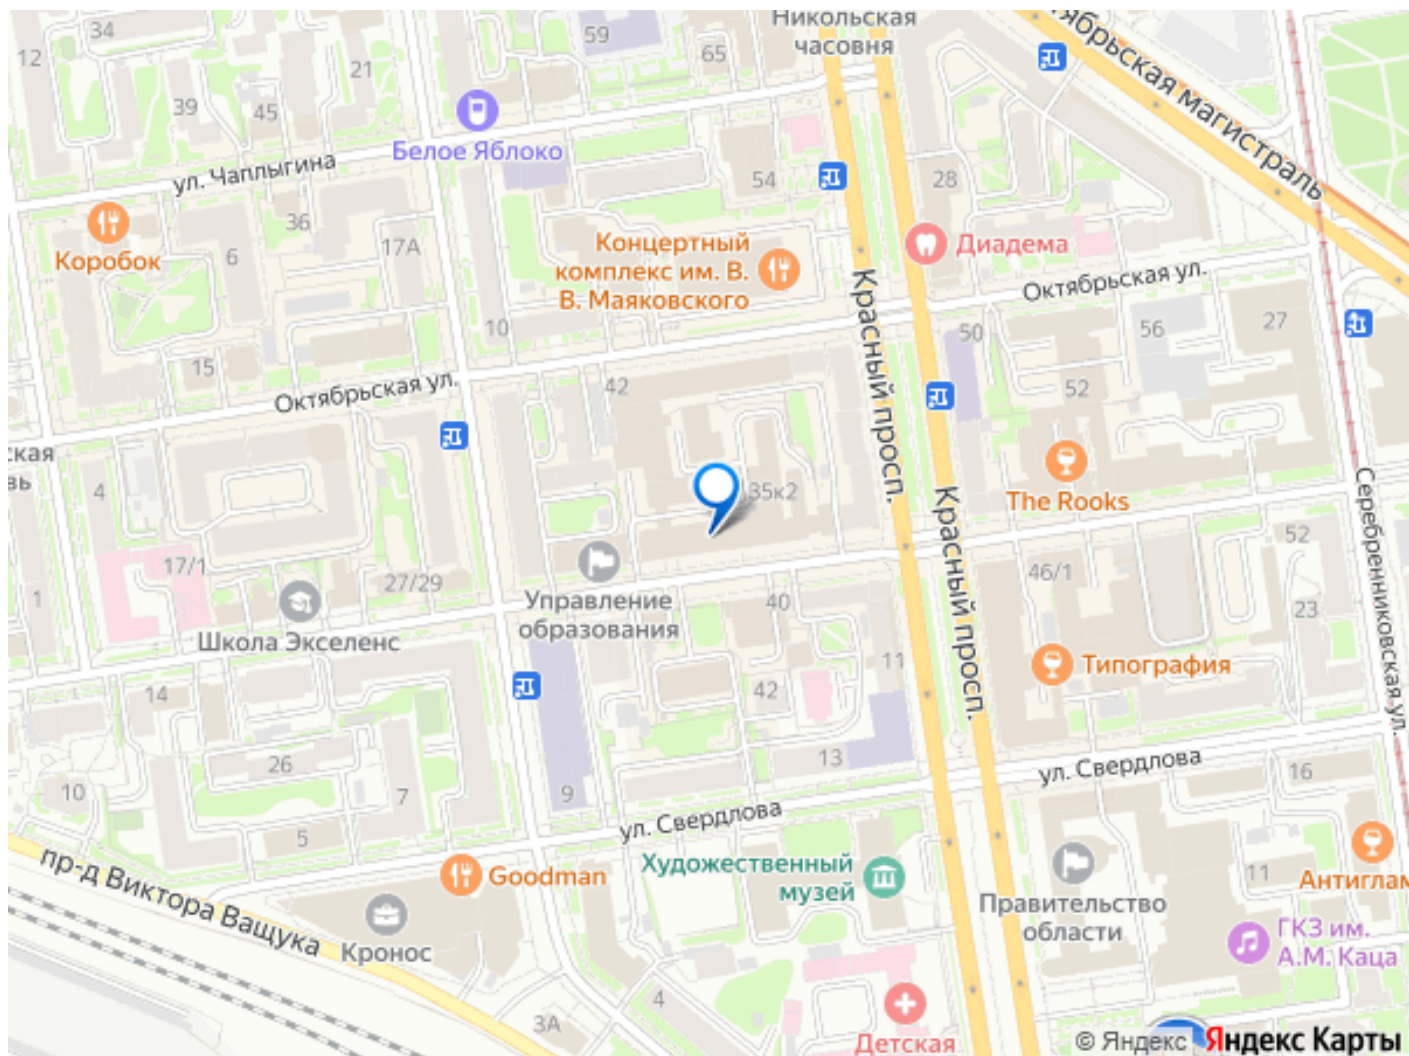 34
12
39
45
21
59
65
Никольская
часовня
тябрьская магистраль
Белое Яблоко
ул. Чаплыгина
54
28
Коробок
36
6
17А
Концертный
комплекс им. В.
В. Маяковского
Диадема
Октябрьская ул.
Красный просп.
10
50
56
27
15
Октябрьская ул.
42
52
ская
вь
4
35к2
The Rooks
Красный просп.
Серебренниковская ул.
17/1
27/29
1
Школа Экселенс
Управление
образования
40
46/1
52
23
11
Типография
14
42
26
13
ул. Свердлова
16
10
7
9
5
ул. Свердлова
пр-д Виктора Ващука
Goodman
Художественный
музей
11
Антиглам
Правительство
области
Кронос
ГКЗ им.
А.М. Каца
4
3А
Детская
© Яндекс Яндекс Карты